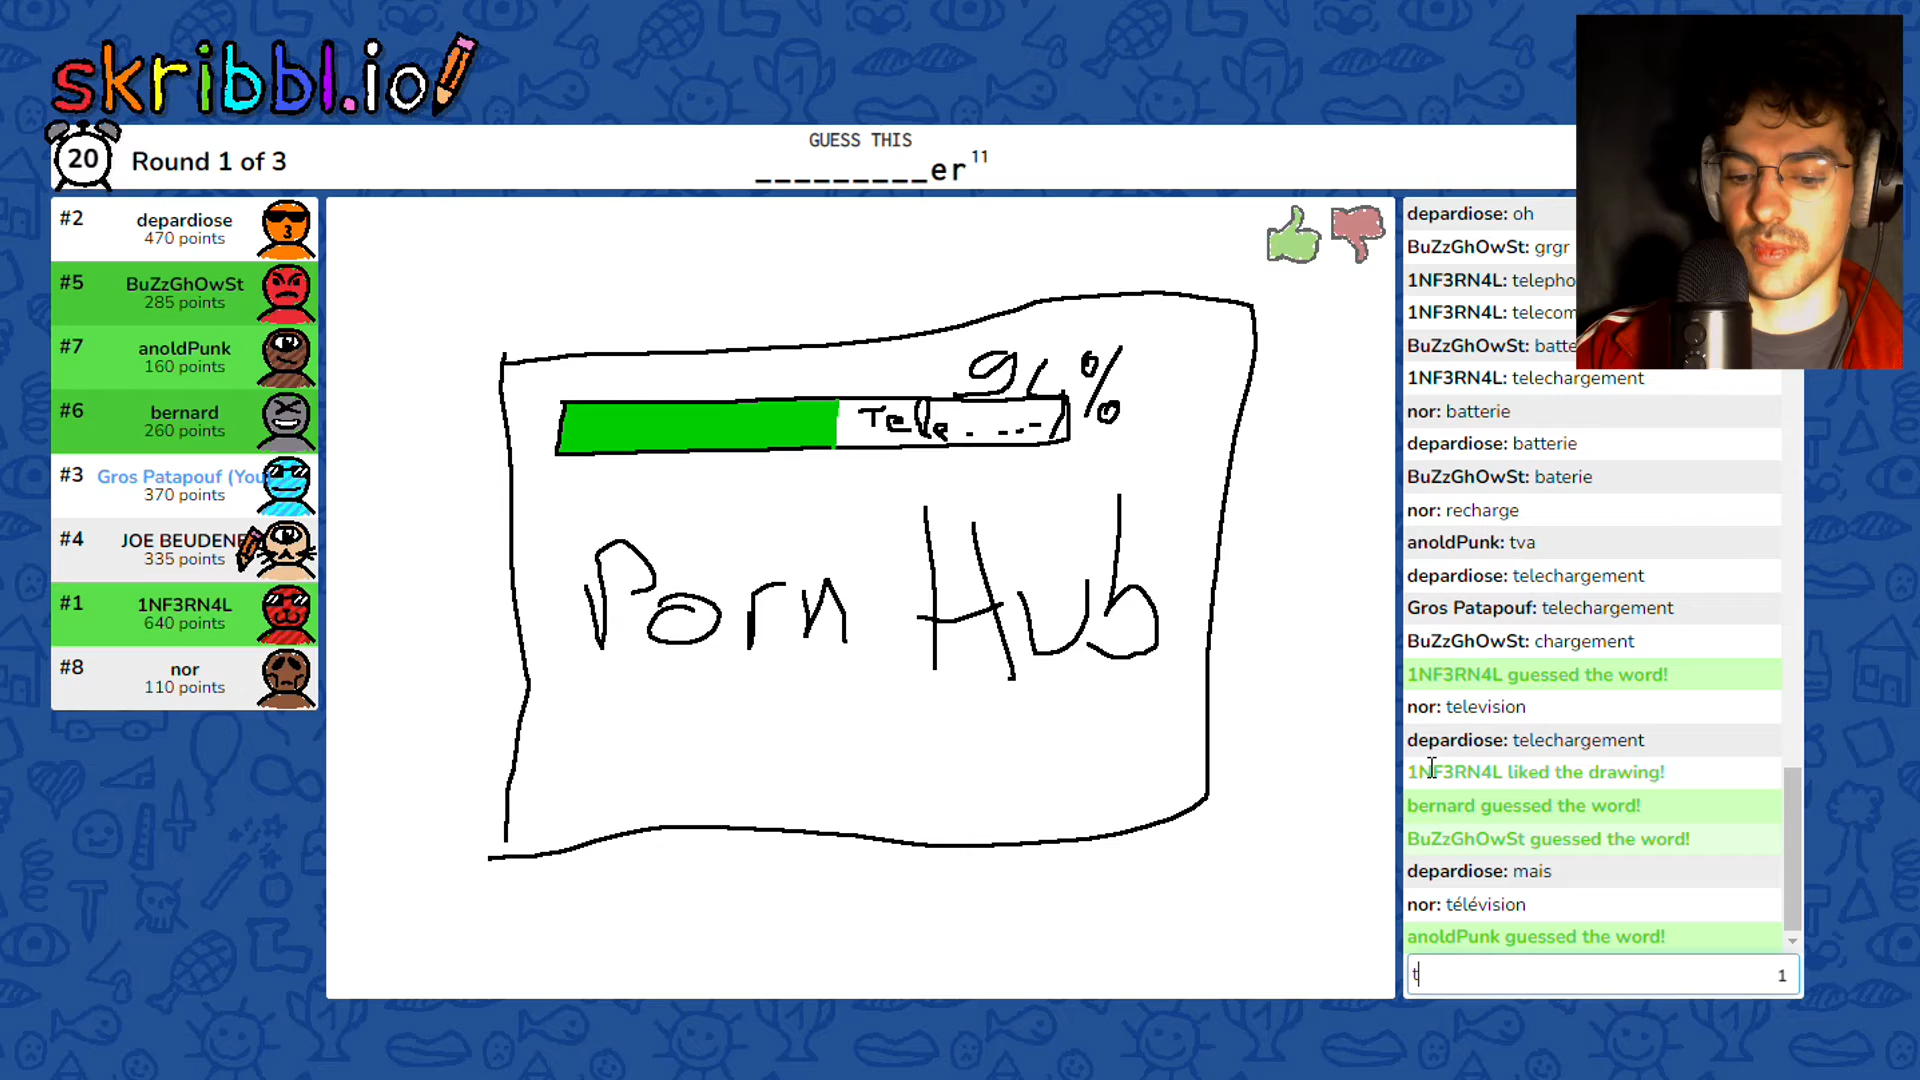 skribbl.io
GUESS THIS
20
Round 1 of 3
_________er 11
#2 depardiose
470 points
#5 BuZzGhOwSt
285 points
#7 anoldPunk
160 points
#6 bernard
260 points
#3 Gros Patapouf (You)
370 points
#4 JOE BEUDENE
335 points
#1 1NF3RN4L
640 points
#8 nor
110 points
Tele
%
Porn Hub
depardiose: oh
BuZzGhOwSt: grgr
1NF3RN4L: telepho
1NF3RN4L: telecom
BuZzGhOwSt: batte
1NF3RN4L: telechargement
nor: batterie
depardiose: batterie
BuZzGhOwSt: baterie
nor: recharge
anoldPunk: tva
depardiose: telechargement
Gros Patapouf: telechargement
BuZzGhOwSt: chargement
1NF3RN4L guessed the word!
nor: television
depardiose: telechargement
1NF3RN4L liked the drawing!
bernard guessed the word!
BuZzGhOwSt guessed the word!
depardiose: mais
nor: télévision
anoldPunk guessed the word!
t 1